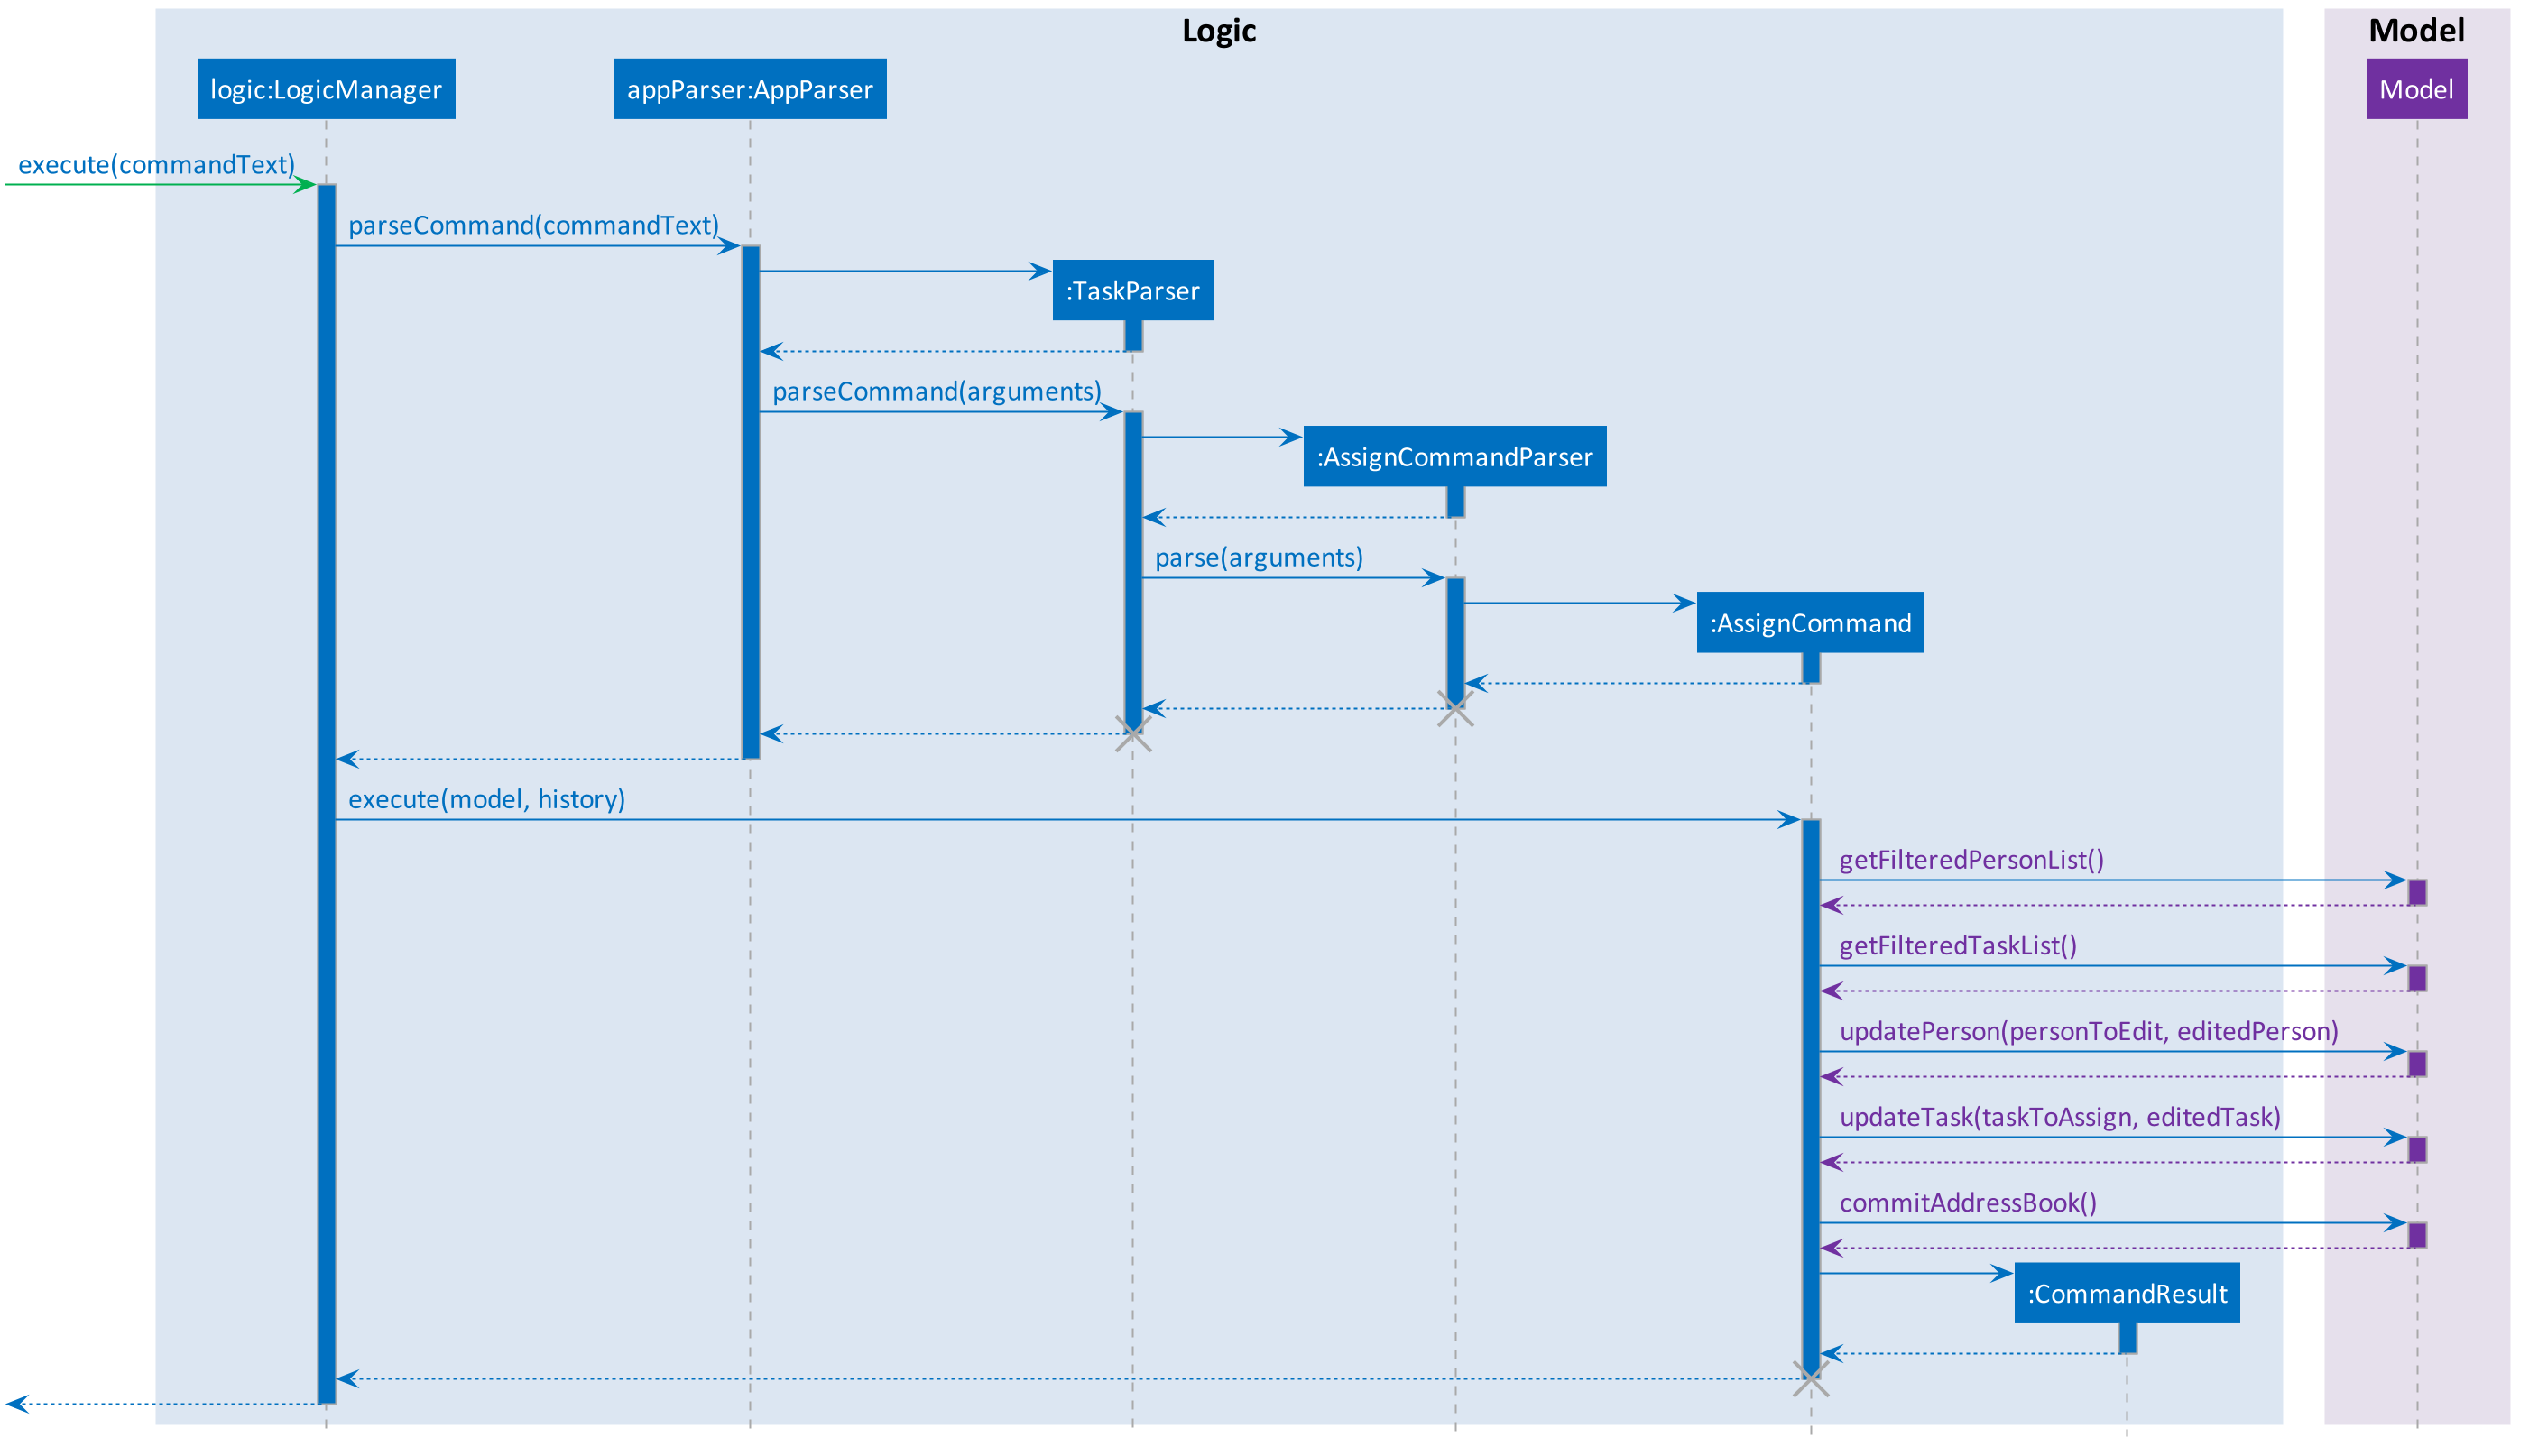 Logic
Model
logic:LogicManager
appParser:AppParser
Model
execute(commandText)
parseCommand(commandText)
:TaskParser
parseCommand(arguments)
:AssignCommandParser
parse(arguments)
:AssignCommand
execute(model, history)
getFilteredPersonList()
getFilteredTaskList()
updatePerson(personToEdit, editedPerson)
updateTask(taskToAssign, editedTask)
commitAddressBook()
:CommandResult